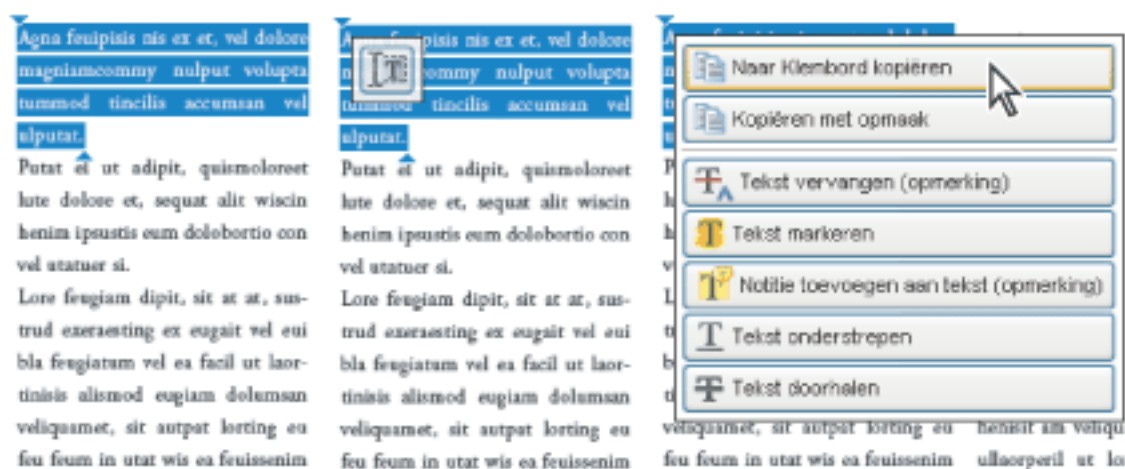 Agna feuipisis nis ex et, vel dolore
magniamcommy nulput volupta
tummod tincilis accumsan vel
ulputat.
Putat el ut adipit, quismoloreet
lute dolore et, sequat alit wiscin
henim ipsustis eum dolobortio con
vel utatuer si.
Lore feugiam dipit, sit at at, sus-
trud exeraesting ex eugait vel eui
bla feugiatum vel ea facil ut laor-
tinisis alismod eugiam dolumsan
veliquamet, sit autpat lorting eu
feu feum in utat wis ea feuissenim
A pisis nis ex et, vel dolore
ommy nulput volupta
tummod tincilis accumsan vel
ulputat.
Putat el ut adipit, quismoloreet
lute dolore et, sequat alit wiscin
henim ipsustis eum dolobortio con
vel utatuer si.
Lore feugiam dipit, sit at at, sus-
trud exeraesting ex eugait vel eui
bla feugiatum vel ea facil ut laor-
tinisis alismod eugiam dolumsan
veliquamet, sit autpat lorting eu
feu feum in utat wis ea feuissenim
Naar Klembord kopiëren
Kopiëren met opmaak
Tekst vervangen (opmerking)
Tekst markeren
Notitie toevoegen aan tekst (opmerking)
Tekst onderstrepen
Tekst doorhalen
veliquamet, sit autpat lorting eu
feu feum in utat wis ea feuissenim
henisit am veliqu
ullaorperil ut lo